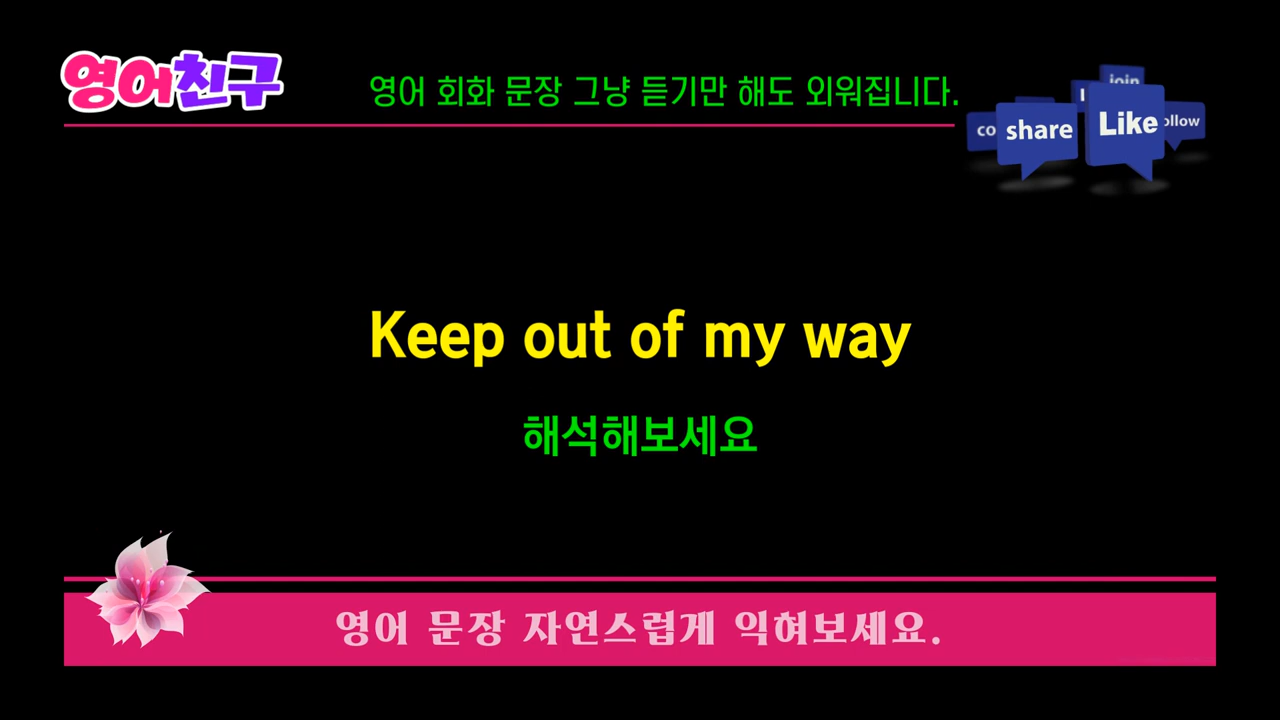 영어친구
영어 회화 문장 그냥 듣기만 해도 외워집니다.
join
share
Like
Keep out of my way
해석해보세요
영어 문장 자연스럽게 익혀보세요.